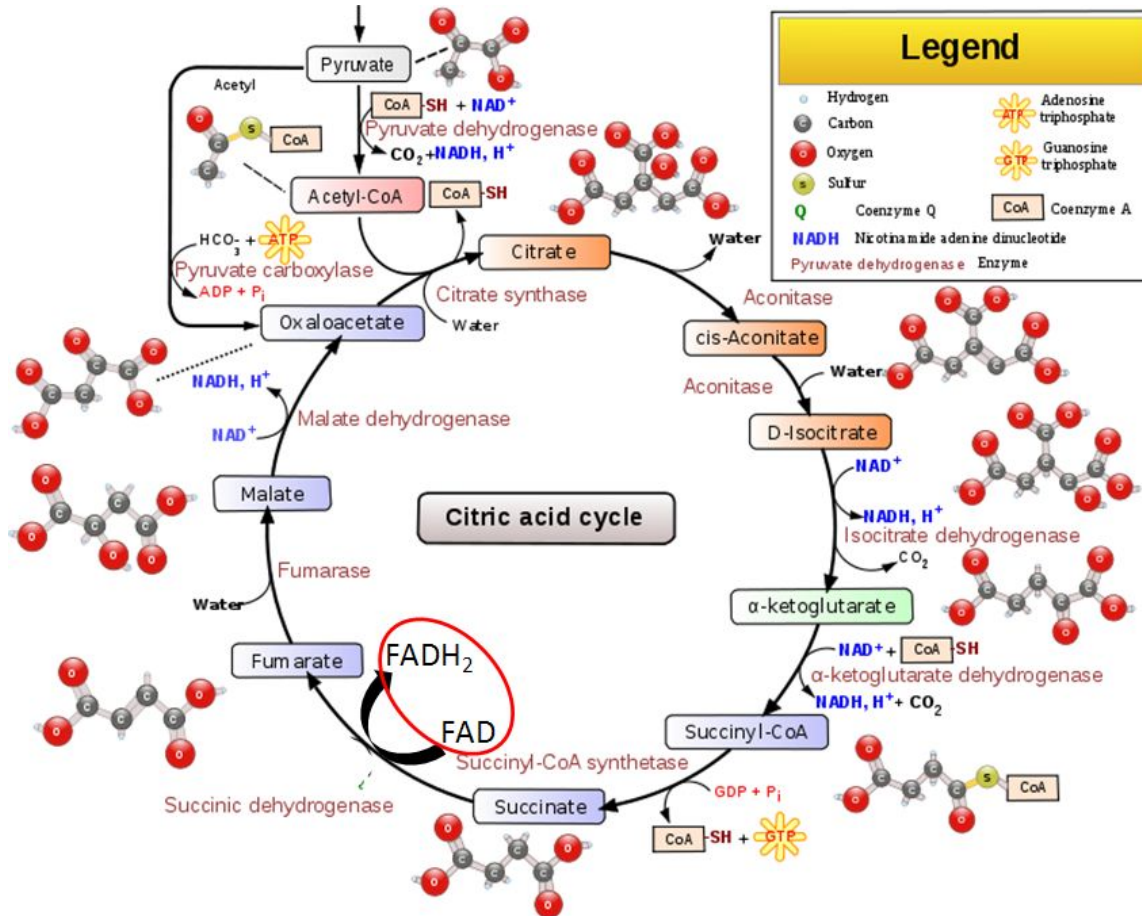 Legend
Hydrogen
C Carbon
O Oxygen
S Sulfur
Q Coenzyme Q
NADH Nicotinamide adenine dinucleotide
Pyruvate dehydrogenase Enzyme
ATP Adenosine triphosphate
GTP Guanosine triphosphate
CoA Coenzyme A
Pyruvate
Acetyl
CoA-SH + NAD+
Pyruvate dehydrogenase
CO2 + NADH, H+
S CoA
Acetyl-CoA
CoA-SH
HCO3- + ATP
Pyruvate carboxylase
ADP + Pi
Citrate
Water
Citrate synthase
Water
Oxaloacetate
Aconitase
cis-Aconitate
Water
Aconitase
D-Isocitrate
NAD+
NADH, H+
Isocitrate dehydrogenase
CO2
NADH, H+
Malate dehydrogenase
NAD+
Malate
Citric acid cycle
Fumarase
Water
α-ketoglutarate
NAD+ + CoA-SH
α-ketoglutarate dehydrogenase
NADH, H+ + CO2
Fumarate
FADH2
FAD
Succinyl-CoA
Succinyl-CoA synthetase
Succinic dehydrogenase
GDP + Pi
Succinate
CoA-SH + GTP
S CoA